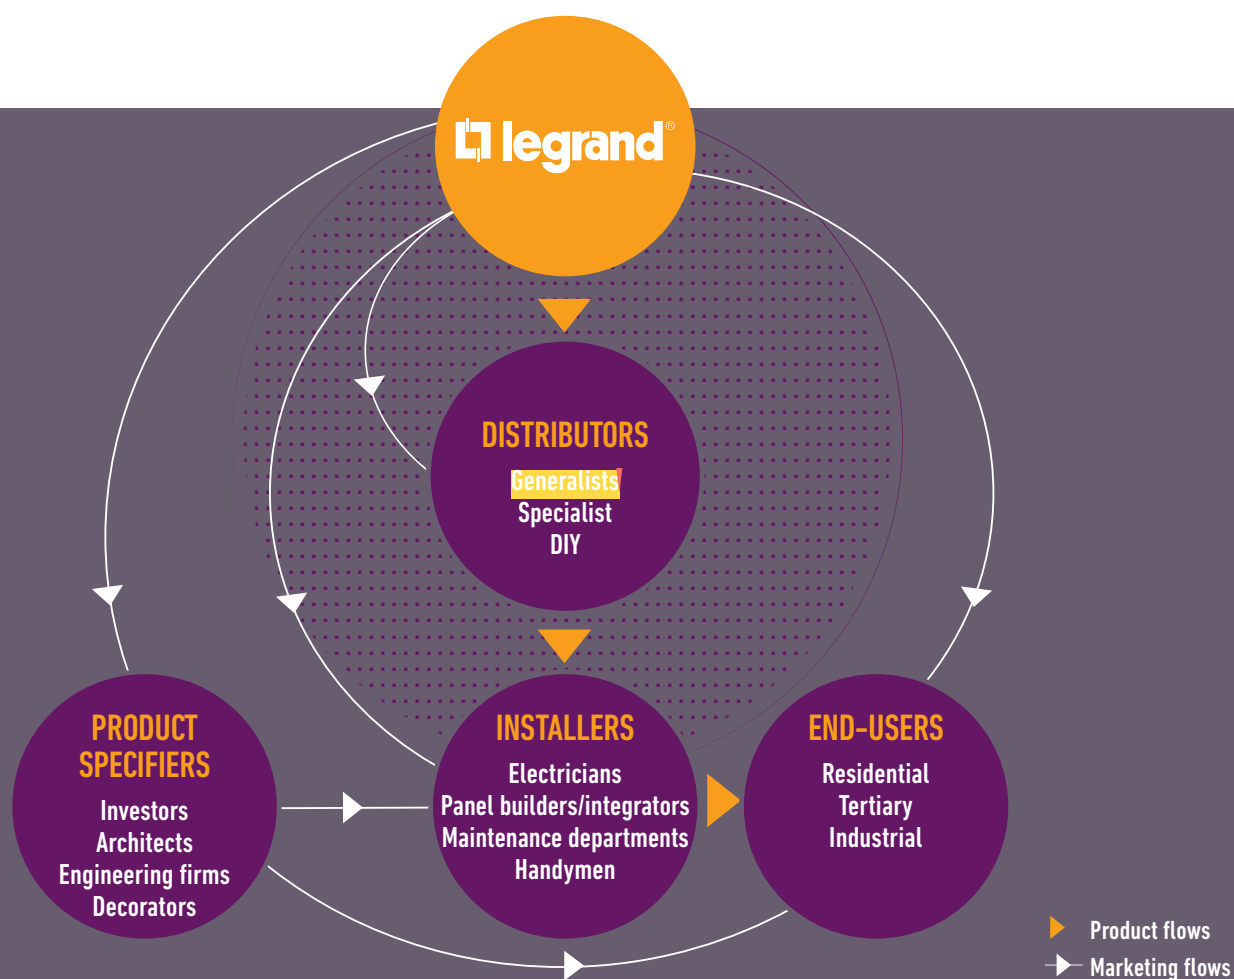 legrand®
DISTRIBUTORS
Generalists
Specialist
DIY
PRODUCT
SPECIFIERS
Investors
Architects
Engineering firms
Decorators
INSTALLERS
Electricians
Panel builders/integrators
Maintenance departments
Handymen
END-USERS
Residential
Tertiary
Industrial
Product flows
Marketing flows